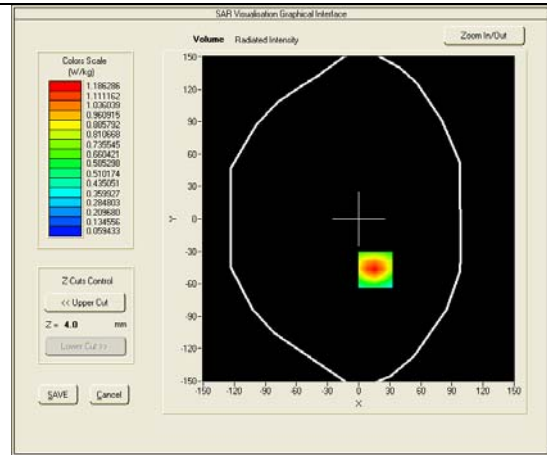 SAR Visualisation Graphical Interface
Volume Radiated Intensity
Zoom In/Out
Colors Scale
(W/kg)
1.186286
1.111162
1.036039
0.960915
0.885792
0.810668
0.735545
0.660421
0.585298
0.510174
0.435051
0.359927
0.284803
0.209680
0.134556
0.059433
Z Cuts Control
<< Upper Cut
Z = 4.0 mm
Lower Cut >>
SAVE Cancel
150
120
90
60
30
0
-30
-60
-90
-120
-150
Y
-150 -120 -90 -60 -30 0 30 60 90 120 150
X